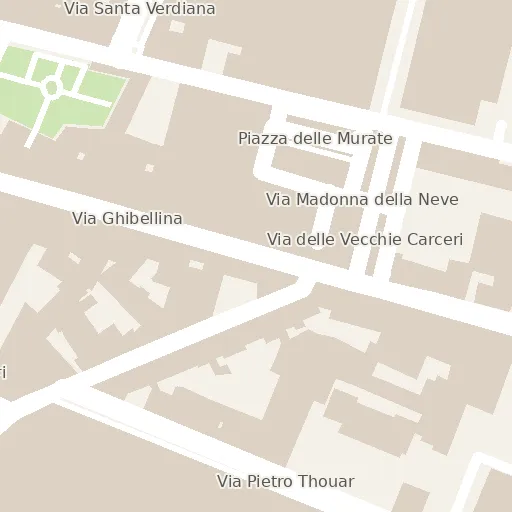 Via Santa Verdiana
Piazza delle Murate
Via Madonna della Neve
Via Ghibellina
Via delle Vecchie Carceri
ri
Via Pietro Thouar